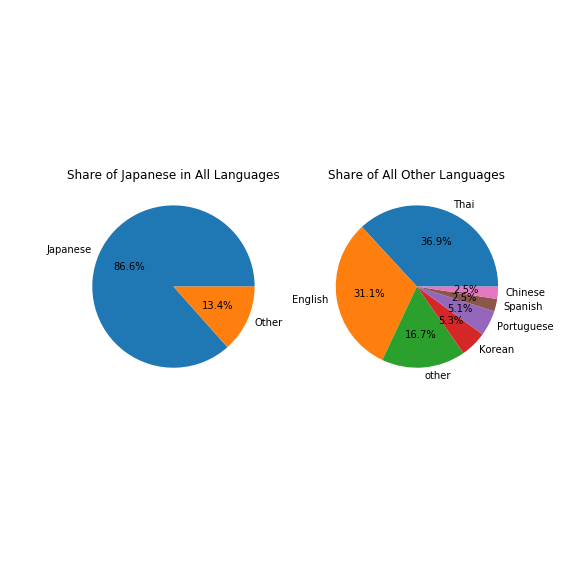 Share of Japanese in All Languages
Japanese
86.6%
13.4%
Other
Share of All Other Languages
Thai
36.9%
English
31.1%
16.7%
other
5.3%
Korean
5.1%
Portuguese
2.5%
Spanish
2.5%
Chinese